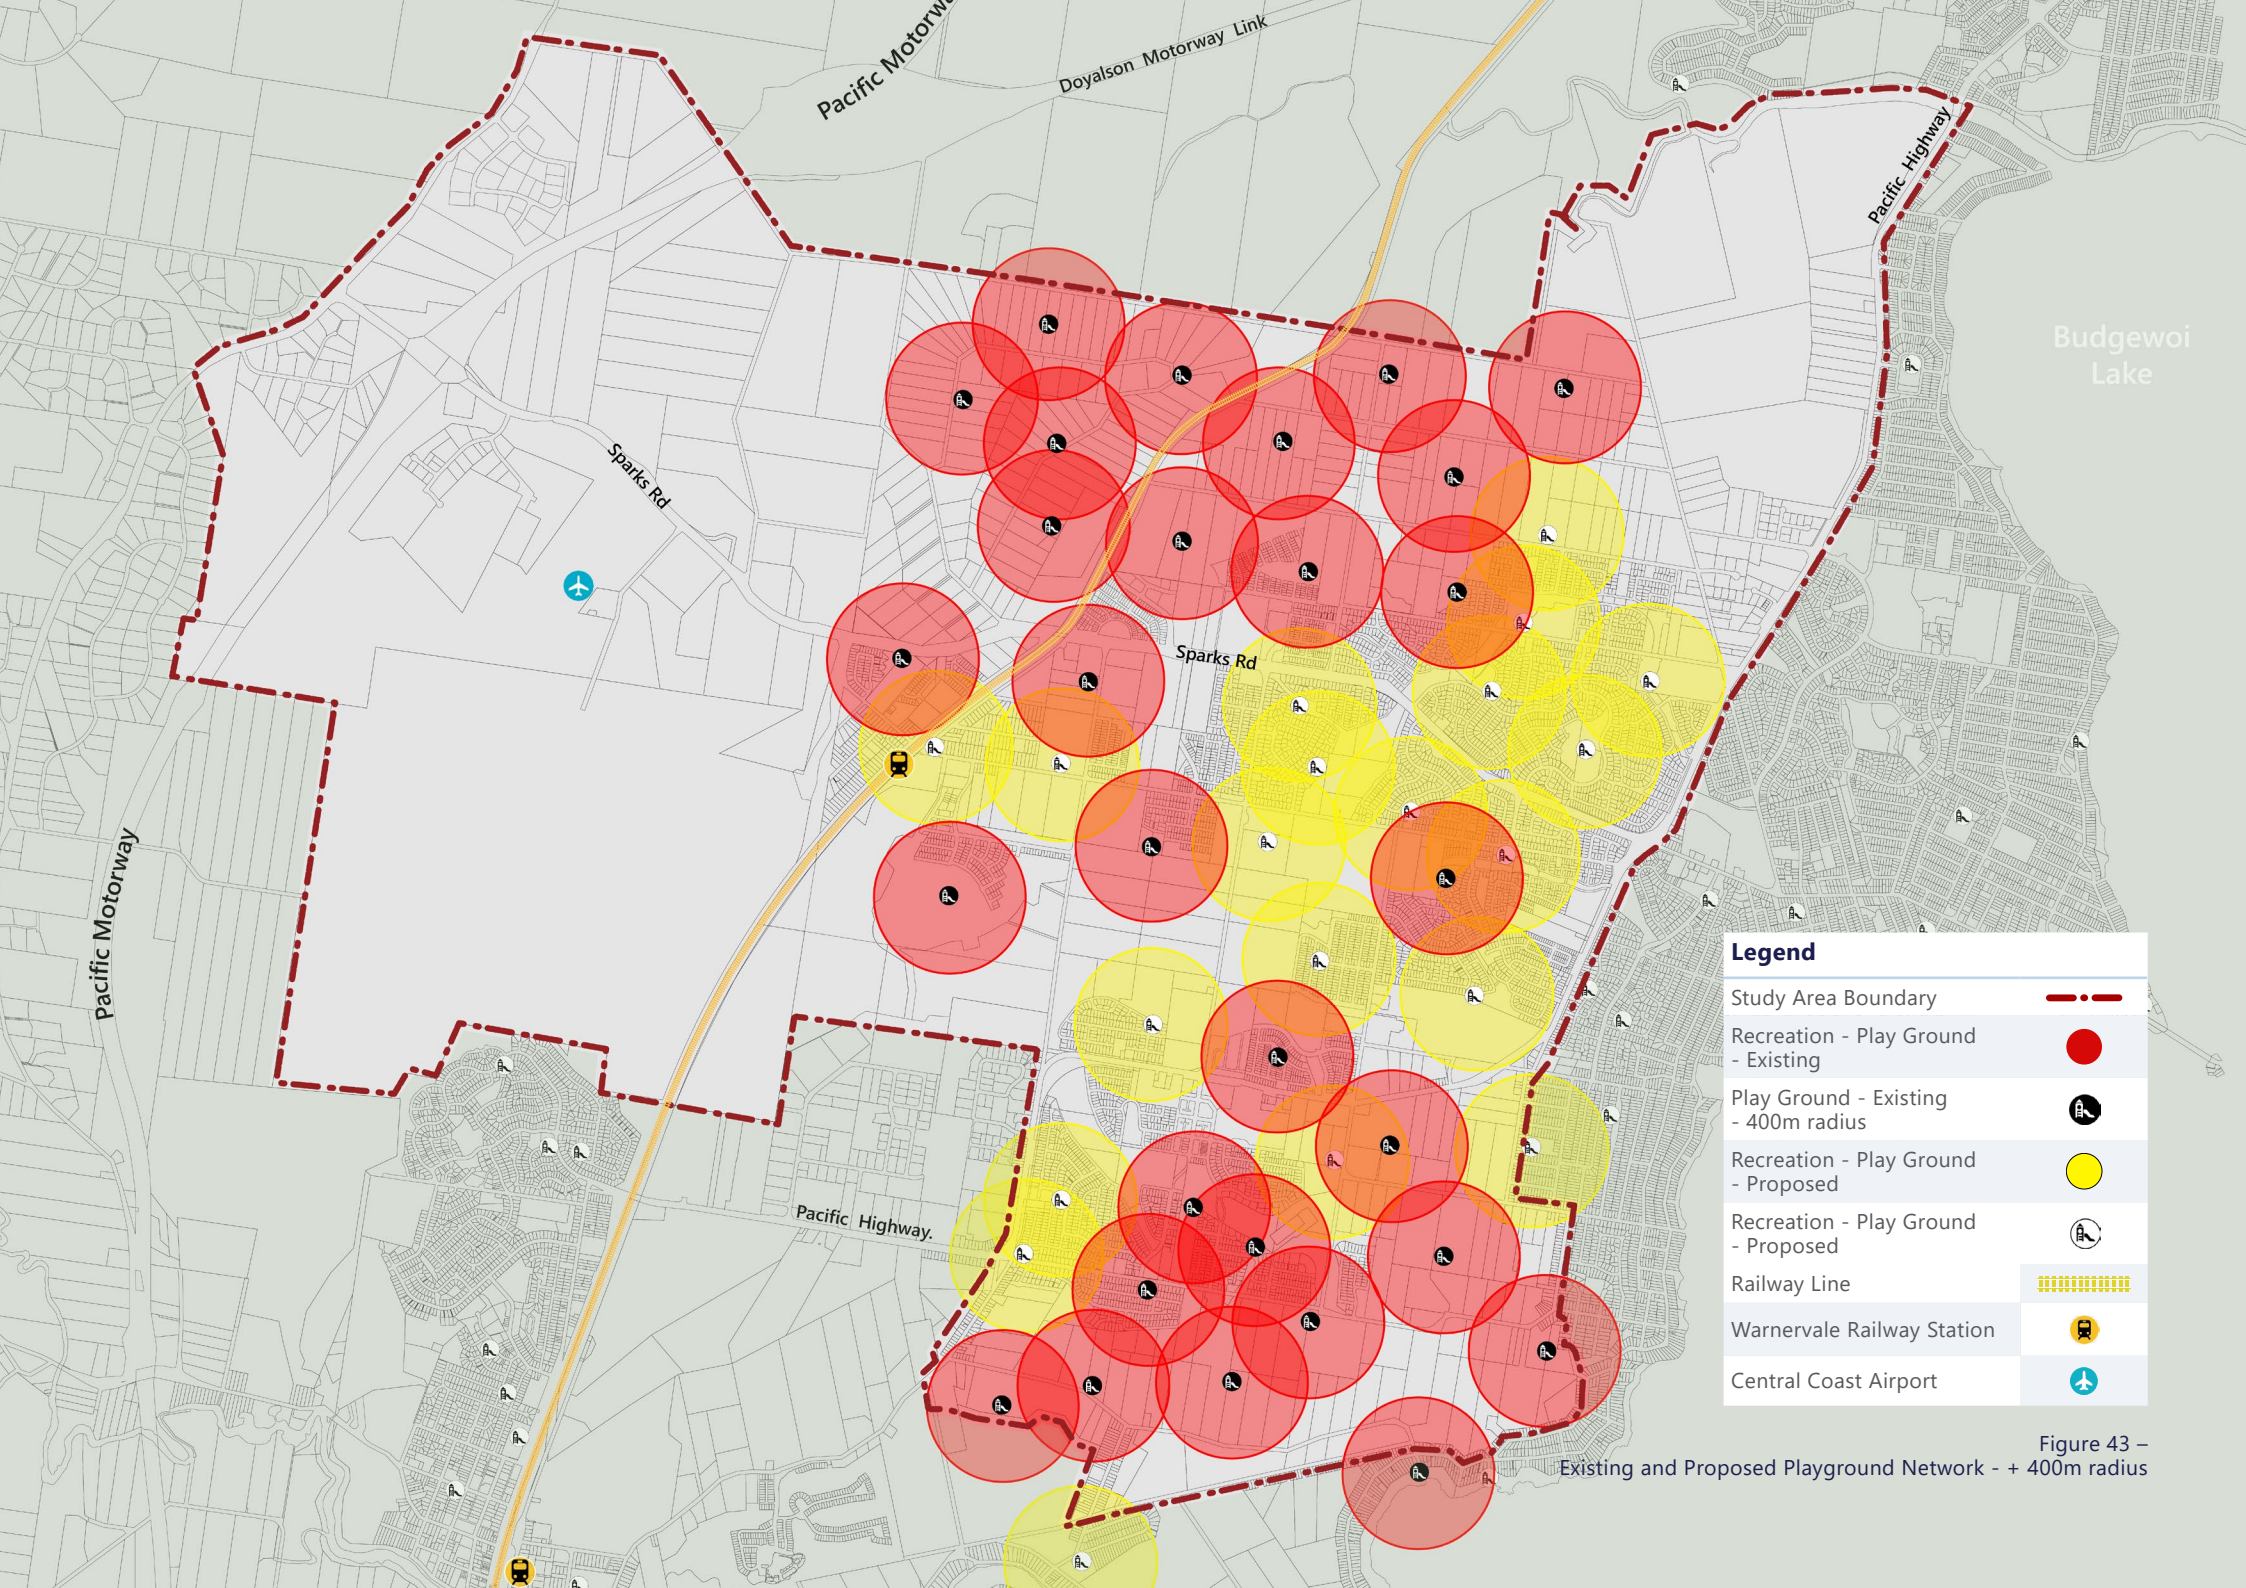 Pacific Motorw
Doyalson Motorway Link
Pacific Highway
Budgewoi
Lake
Sparks Rd
Sparks Rd
Pacific Motorway
Pacific Highway.
Legend
Study Area Boundary
Recreation - Play Ground
- Existing
Play Ground - Existing
- 400m radius
Recreation - Play Ground
- Proposed
Recreation - Play Ground
- Proposed
Railway Line
Warnervale Railway Station
Central Coast Airport
Figure 43 –
Existing and Proposed Playground Network - + 400m radius